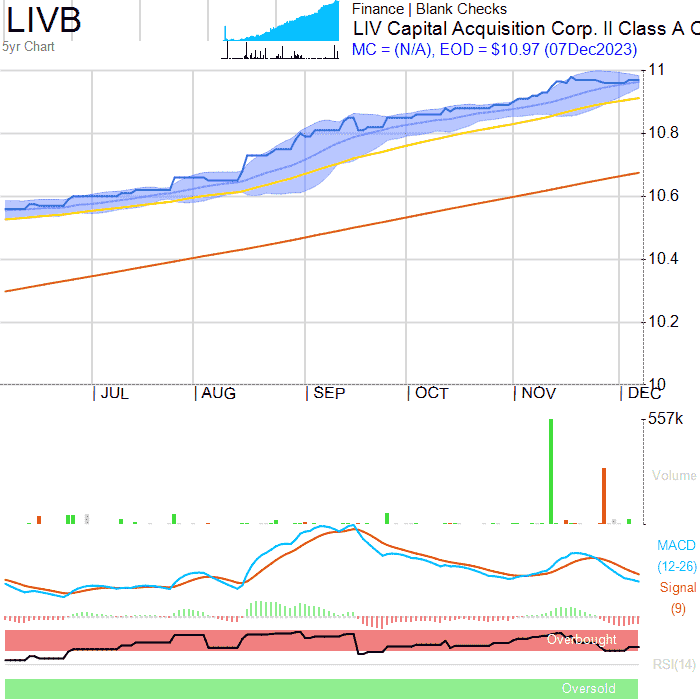 LIVB
5yr Chart
Finance | Blank Checks
LIV Capital Acquisition Corp. II Class A O
MC = (N/A), EOD = $10.97 (07Dec2023)
11
10.8
10.6
10.4
10.2
10
JUL AUG SEP OCT NOV DEC
557k
Volume
MACD
(12-26)
Signal
(9)
Overbought
RSI(14)
Oversold